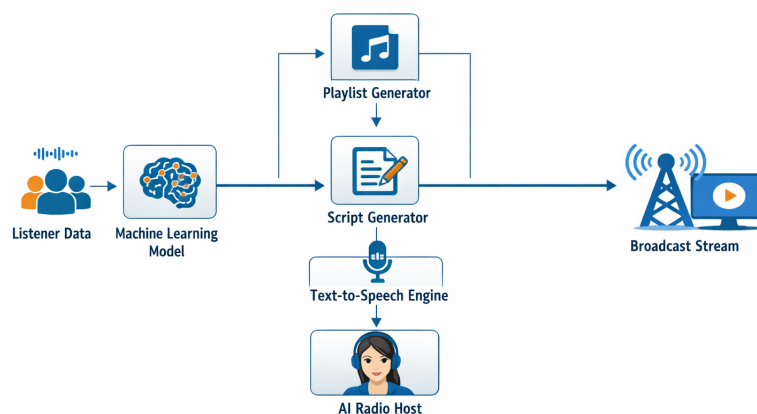 Playlist Generator
Listener Data
Machine Learning
Model
Script Generator
Broadcast Stream
Text-to-Speech Engine
AI Radio Host